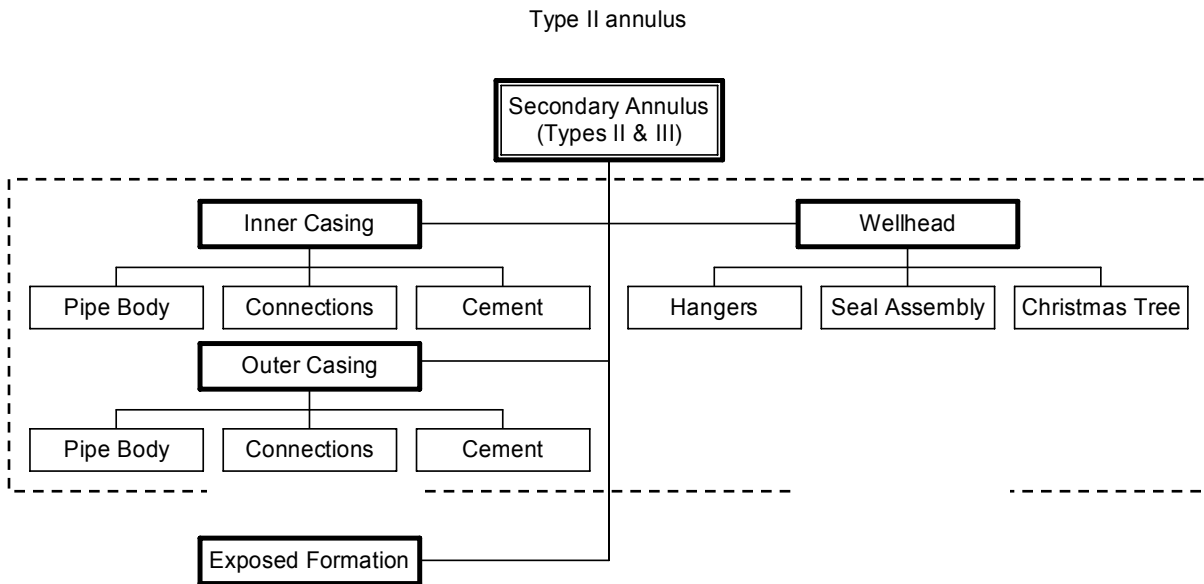 Type II annulus
Secondary Annulus
(Types II & III)
Inner Casing
Wellhead
Pipe Body
Connections
Cement
Hangers
Seal Assembly
Christmas Tree
Outer Casing
Pipe Body
Connections
Cement
Exposed Formation